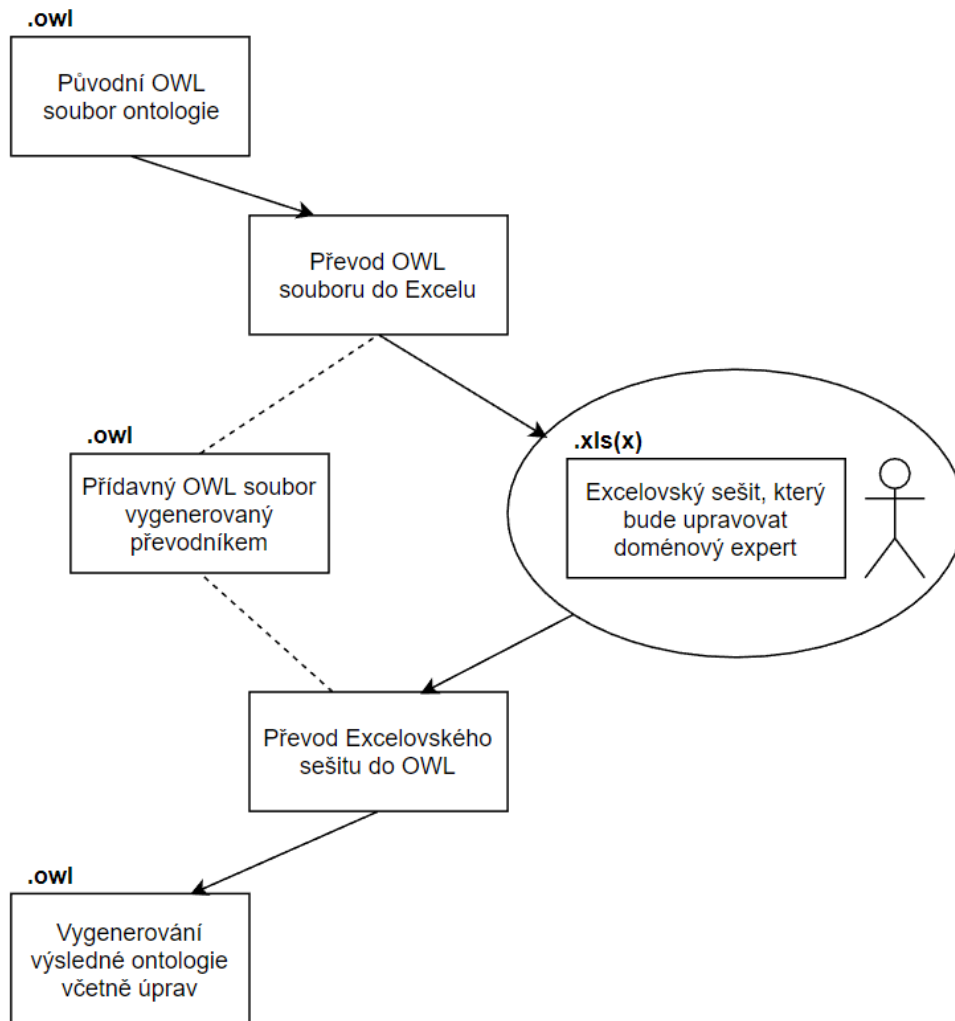 .owl
Původní OWL
soubor ontologie
Převod OWL
souboru do Excelu
.owl
Přídavný OWL soubor
vygenerovaný
převodníkem
.xls(x)
Excelovský sešit, který
bude upravovat
doménový expert
Převod Excelovského
sešitu do OWL
.owl
Vygenerování
výsledné ontologie
včetně úprav